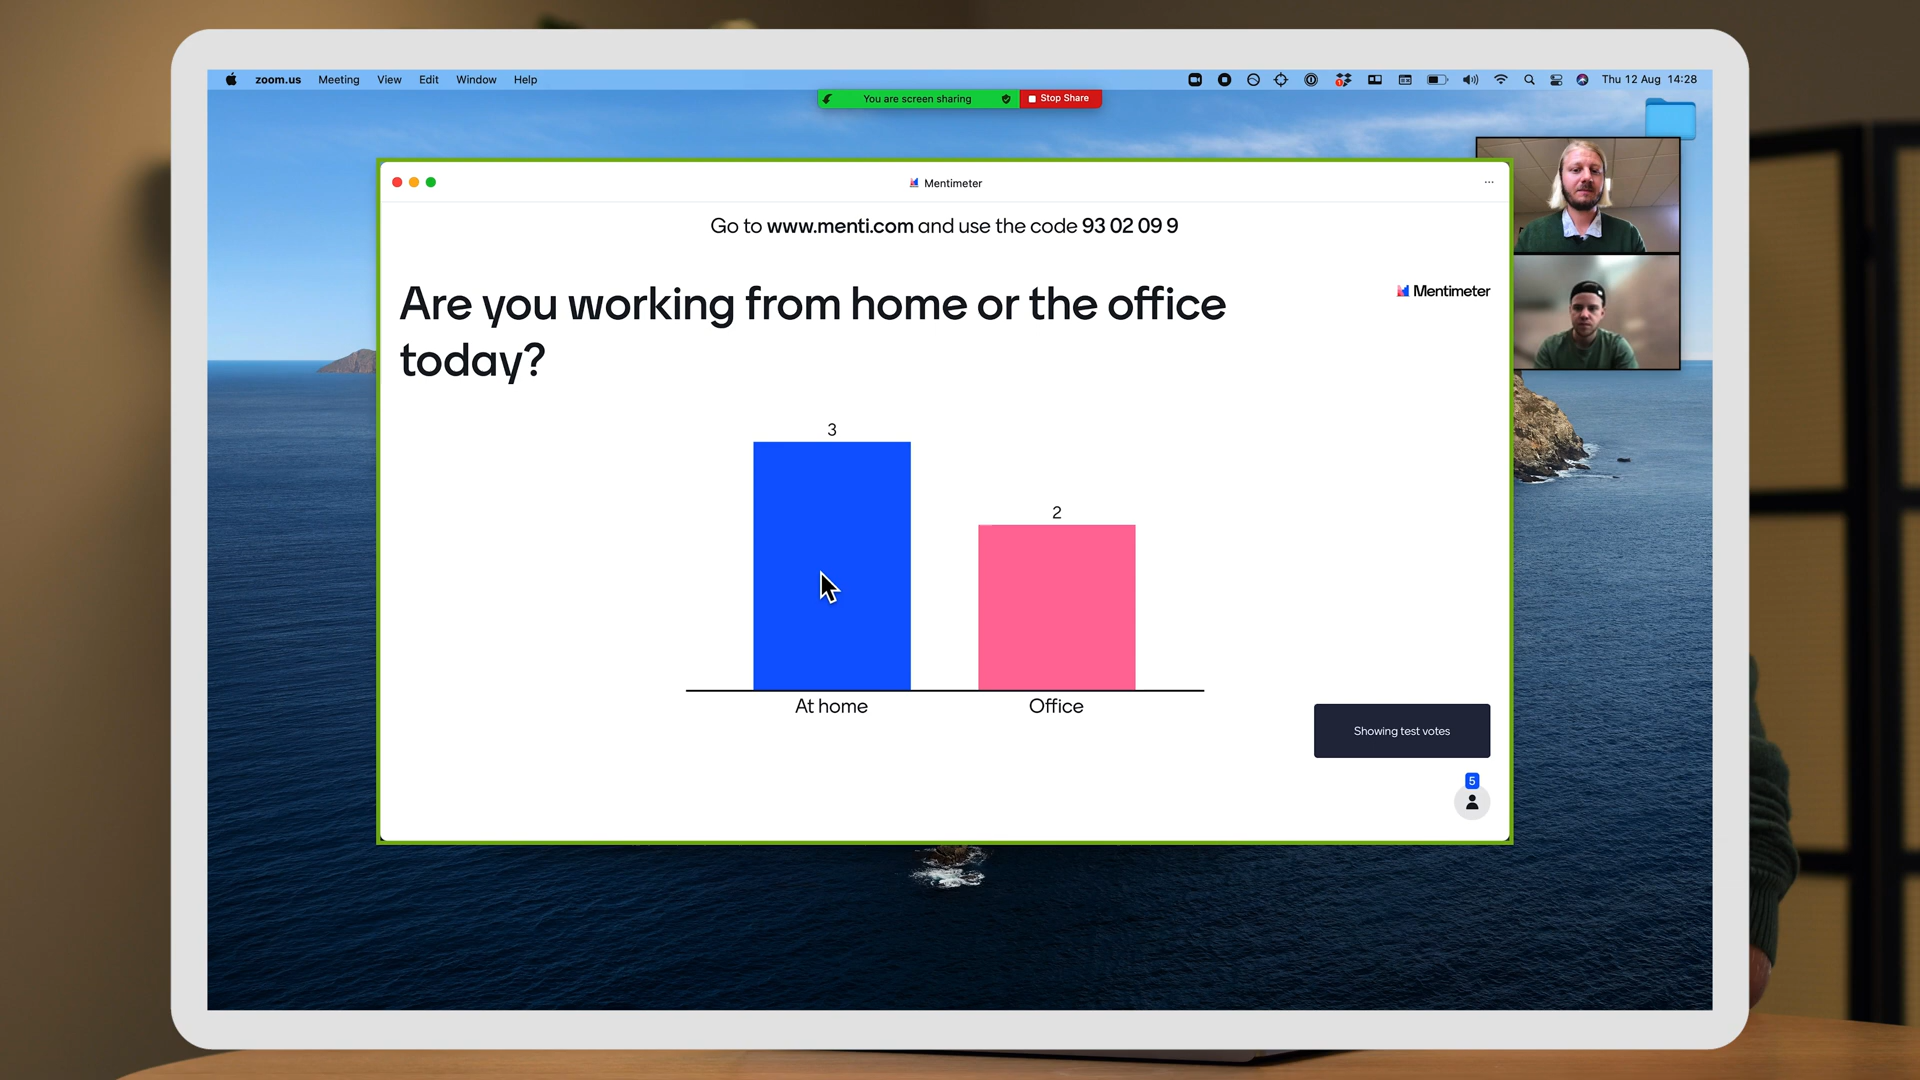 zoom.us Meeting View Edit Window Help
Thu 12 Aug 14:28
You are screen sharing
Stop Share
Mentimeter
Go to www.menti.com and use the code 93 02 09 9
Mentimeter
Are you working from home or the office
today?
3
2
At home
Office
Showing test votes
5